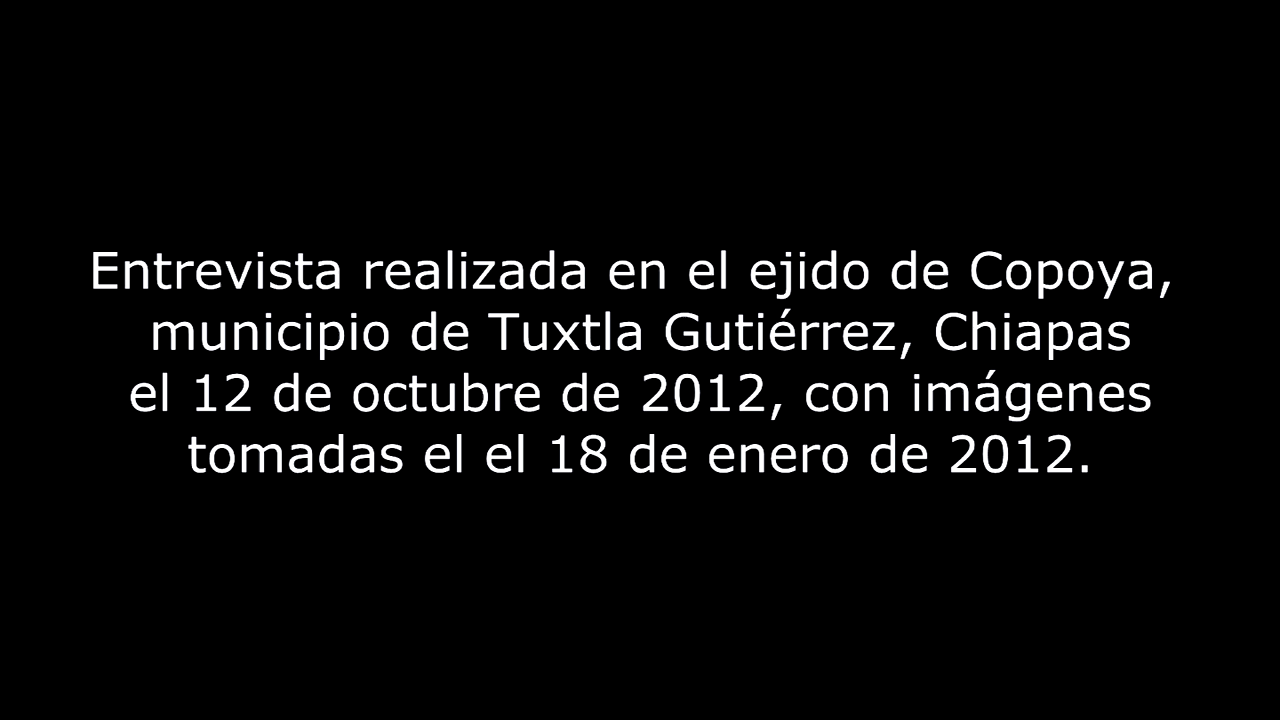 Entrevista realizada en el ejido de Copoya,
municipio de Tuxtla Gutiérrez, Chiapas
el 12 de octubre de 2012, con imágenes
tomadas el el 18 de enero de 2012.